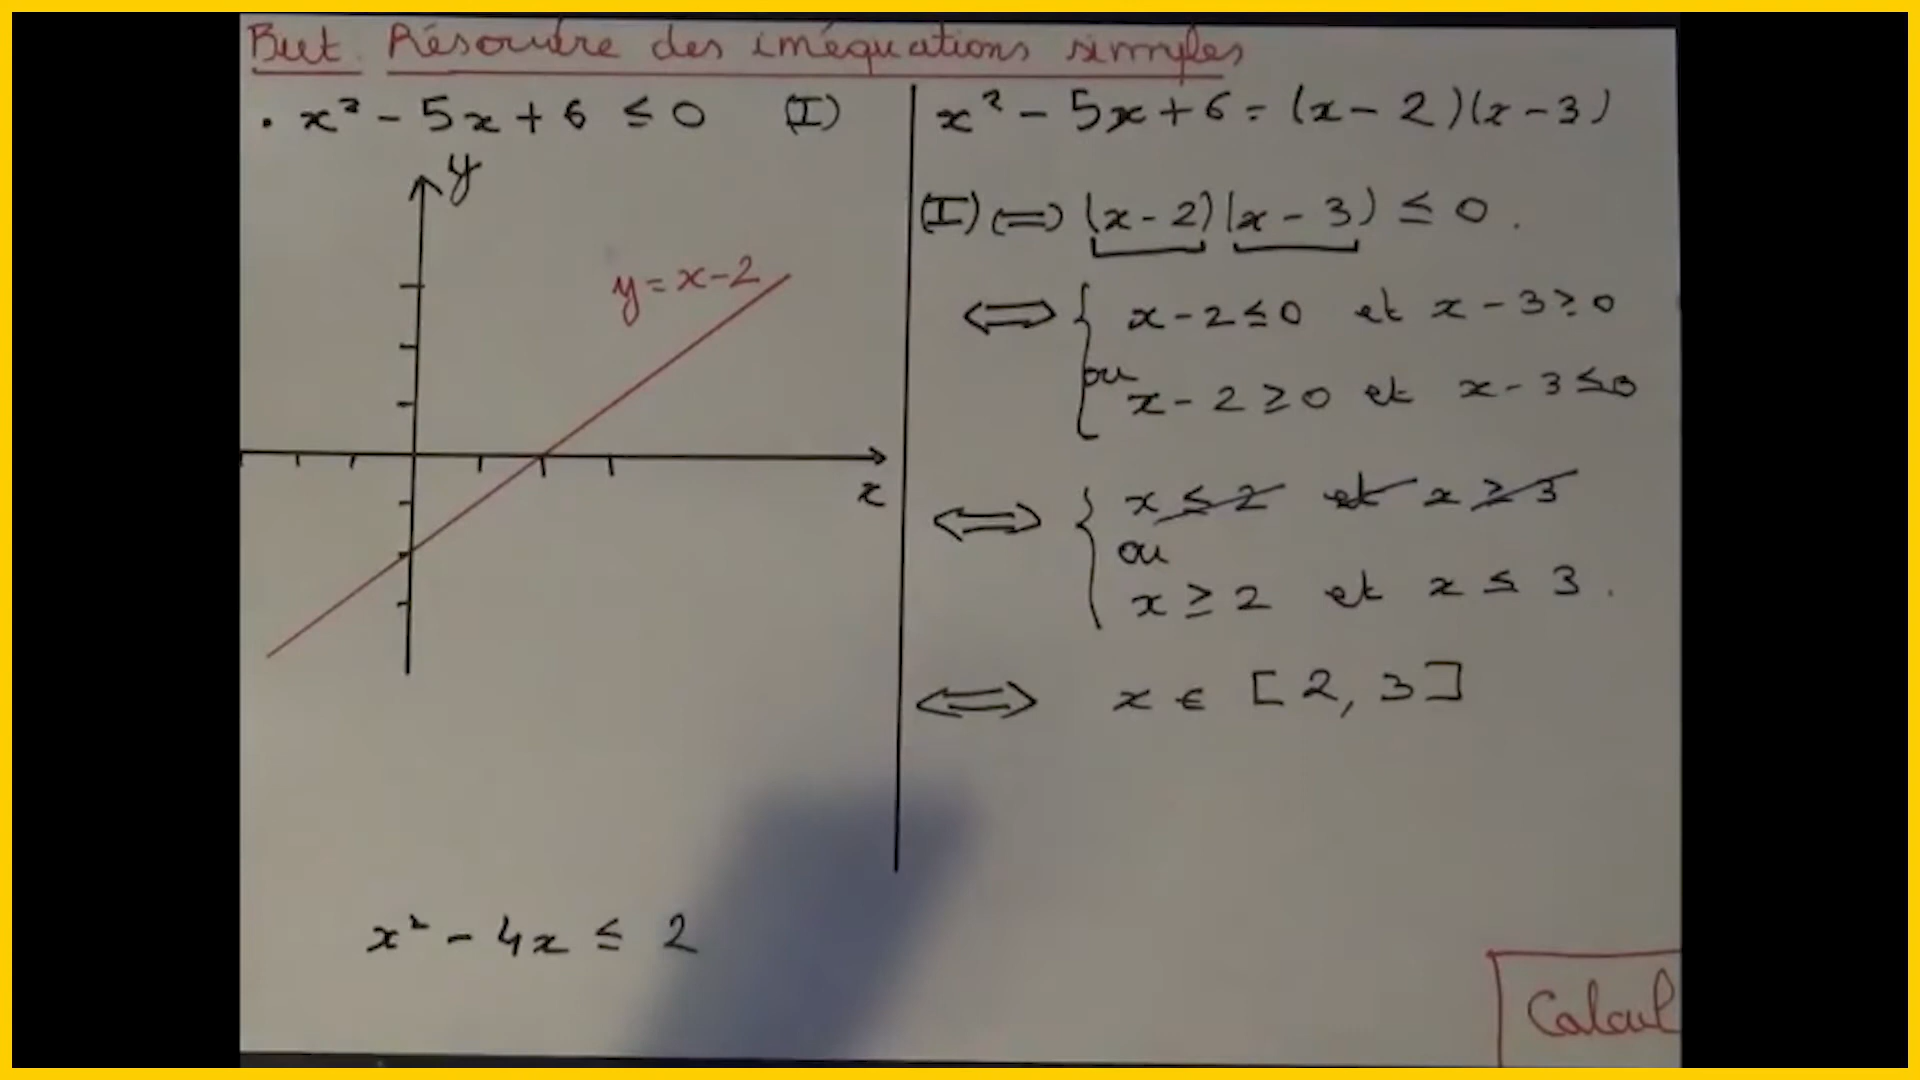 But. Résoudre des inéquations simples
. x² - 5x + 6 ≤ 0 (I)
y
y = x - 2
x
x² - 4x ≤ 2
x² - 5x + 6 = (x - 2)(x - 3)
(I) ⟺ (x - 2)(x - 3) ≤ 0 .
⟺ { x - 2 ≤ 0 et x - 3 ≥ 0
ou
x - 2 ≥ 0 et x - 3 ≤ 0
⟺ { x ≤ 2 et x ≥ 3
ou
x ≥ 2 et x ≤ 3 .
⟺ x ∈ [2, 3]
Calcul